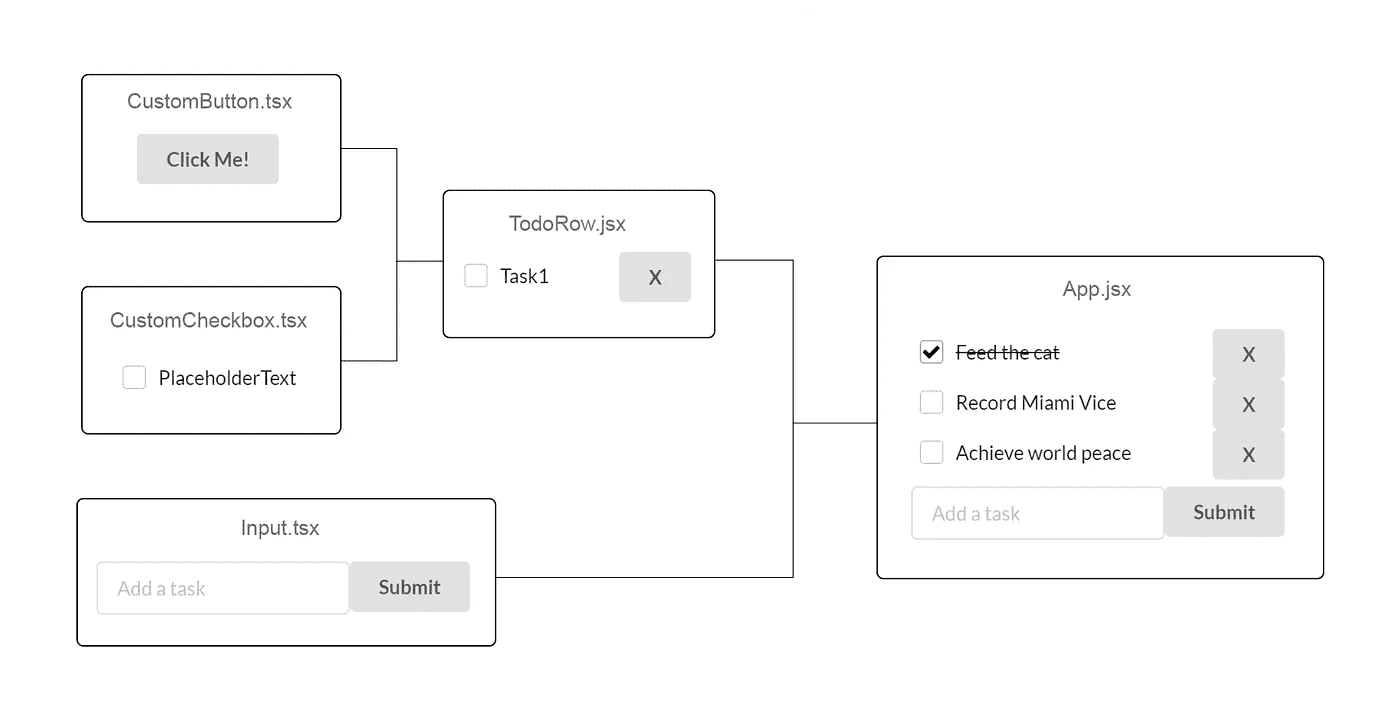 CustomButton.tsx
Click Me!
CustomCheckbox.tsx
PlaceholderText
Input.tsx
Add a task Submit
TodoRow.jsx
Task1 X
App.jsx
Feed the cat X
Record Miami Vice X
Achieve world peace X
Add a task Submit